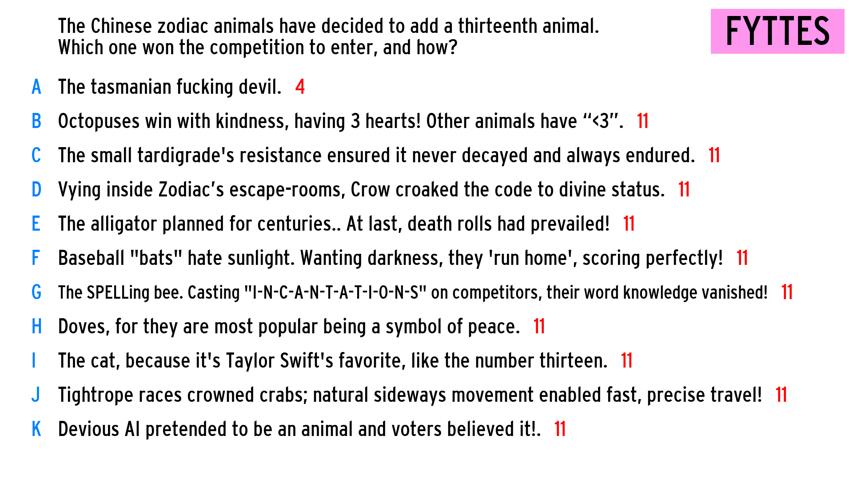 The Chinese zodiac animals have decided to add a thirteenth animal.
Which one won the competition to enter, and how?
FYTTES
A The tasmanian fucking devil. 4
B Octopuses win with kindness, having 3 hearts! Other animals have “<3”. 11
C The small tardigrade's resistance ensured it never decayed and always endured. 11
D Vying inside Zodiac’s escape-rooms, Crow croaked the code to divine status. 11
E The alligator planned for centuries.. At last, death rolls had prevailed! 11
F Baseball "bats" hate sunlight. Wanting darkness, they 'run home', scoring perfectly! 11
G The SPELLing bee. Casting "I-N-C-A-N-T-A-T-I-O-N-S" on competitors, their word knowledge vanished! 11
H Doves, for they are most popular being a symbol of peace. 11
I The cat, because it's Taylor Swift's favorite, like the number thirteen. 11
J Tightrope races crowned crabs; natural sideways movement enabled fast, precise travel! 11
K Devious AI pretended to be an animal and voters believed it!. 11